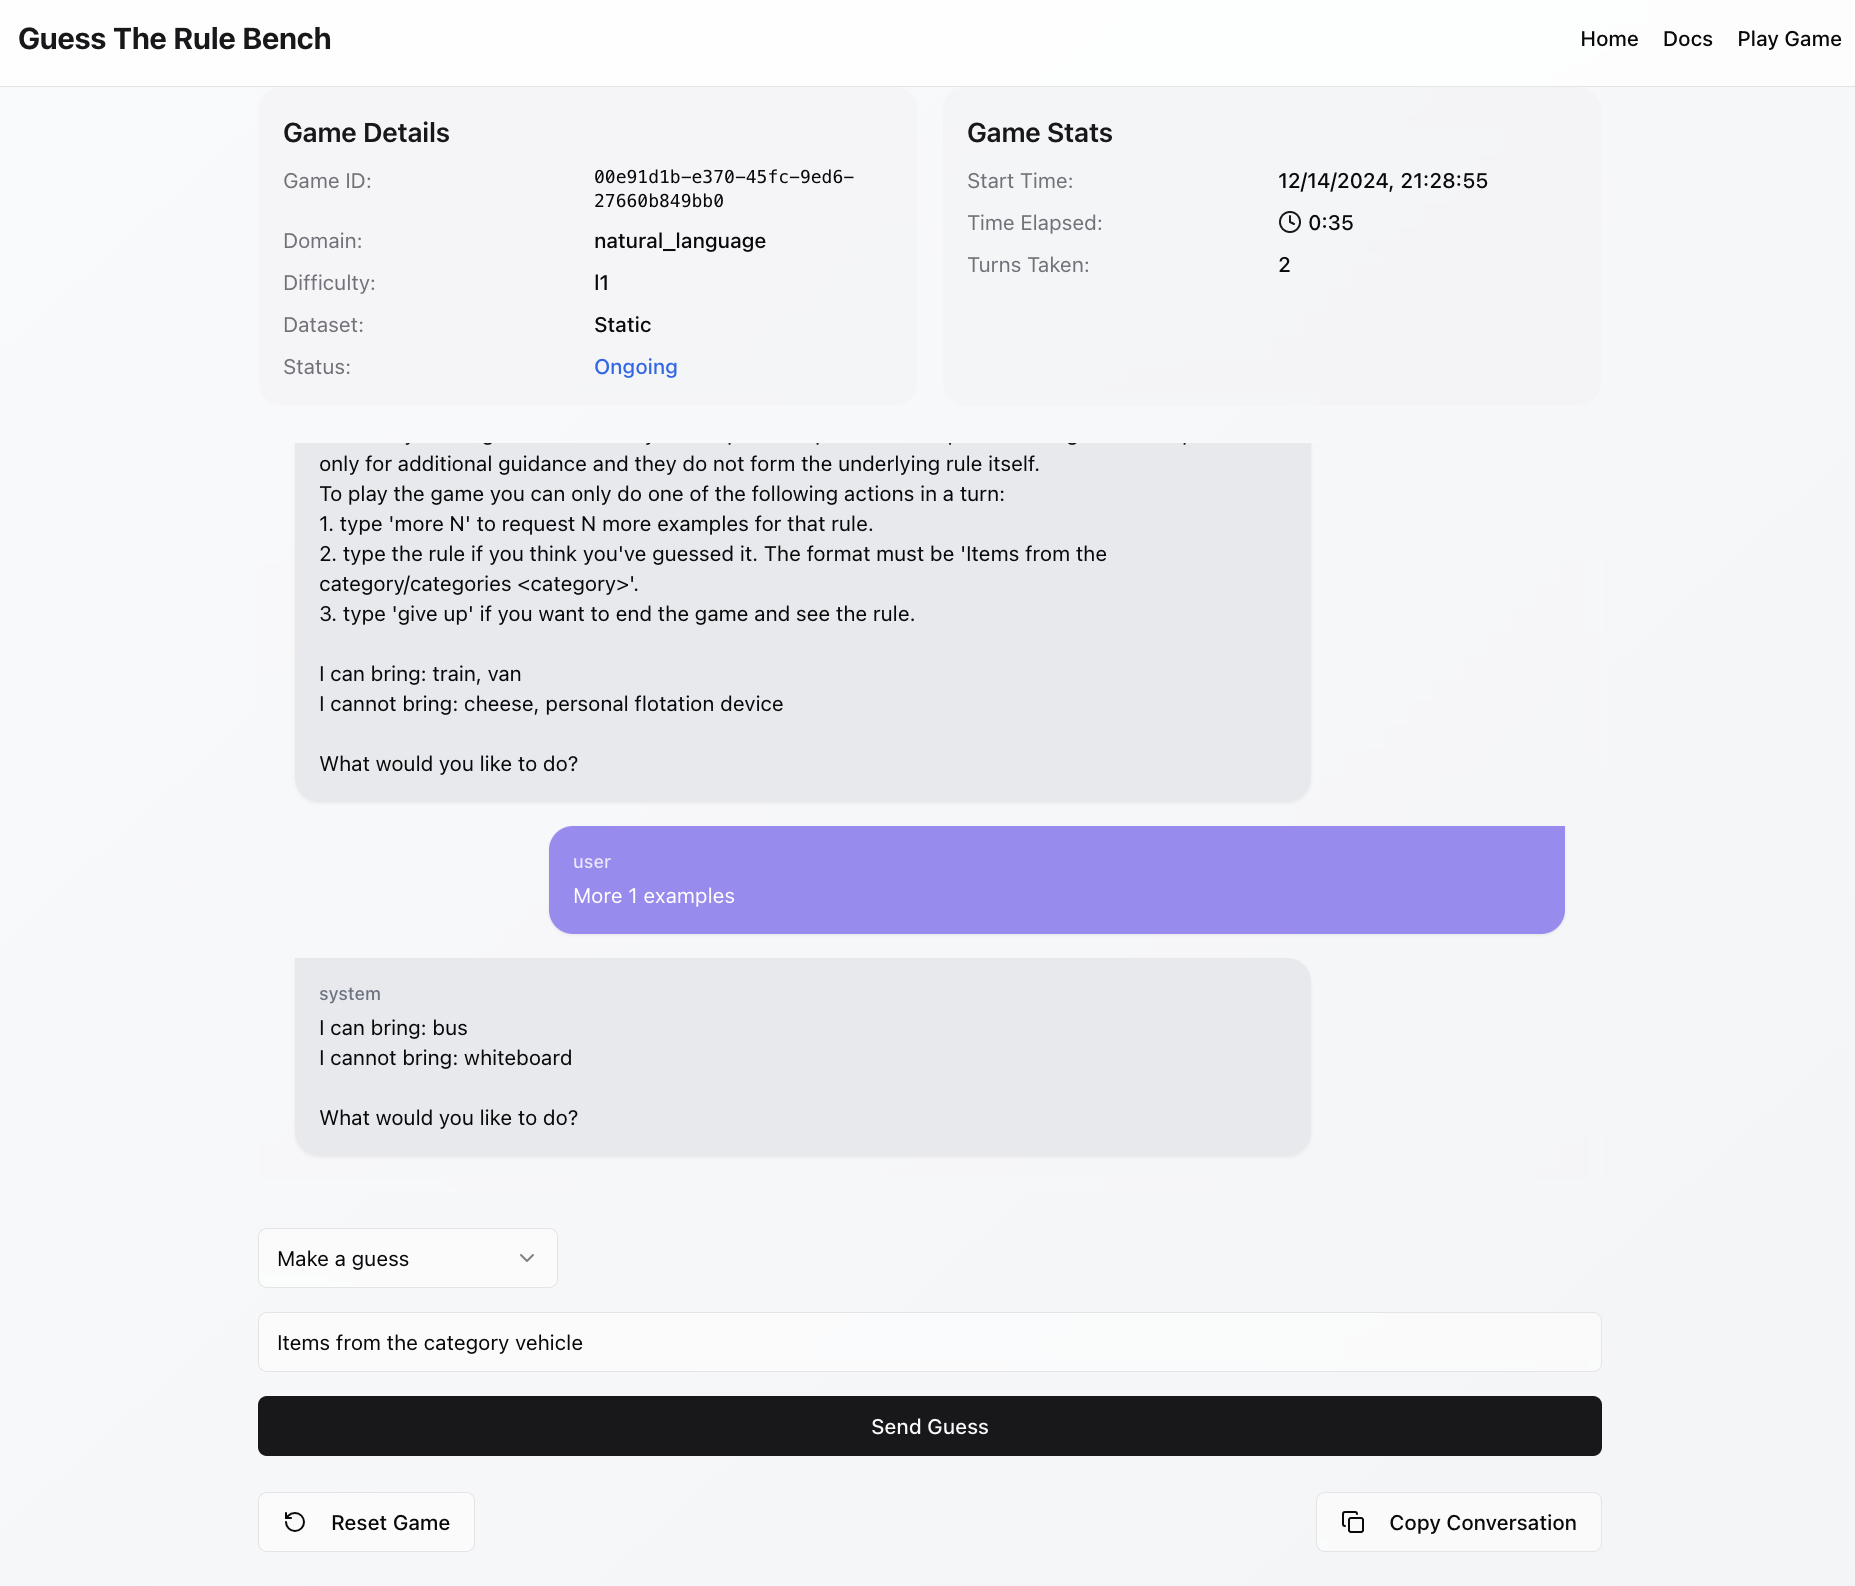 Guess The Rule Bench
Home
Docs
Play Game
Game Details
Game ID:
00e91d1b-e370-45fc-9ed6-
27660b849bb0
Domain:
natural_language
Difficulty:
l1
Dataset:
Static
Status:
Ongoing
Game Stats
Start Time:
12/14/2024, 21:28:55
Time Elapsed:
0:35
Turns Taken:
2
only for additional guidance and they do not form the underlying rule itself.
To play the game you can only do one of the following actions in a turn:
1. type 'more N' to request N more examples for that rule.
2. type the rule if you think you've guessed it. The format must be 'Items from the
category/categories <category>'.
3. type 'give up' if you want to end the game and see the rule.
I can bring: train, van
I cannot bring: cheese, personal flotation device
What would you like to do?
user
More 1 examples
system
I can bring: bus
I cannot bring: whiteboard
What would you like to do?
Make a guess
Items from the category vehicle
Send Guess
Reset Game
Copy Conversation